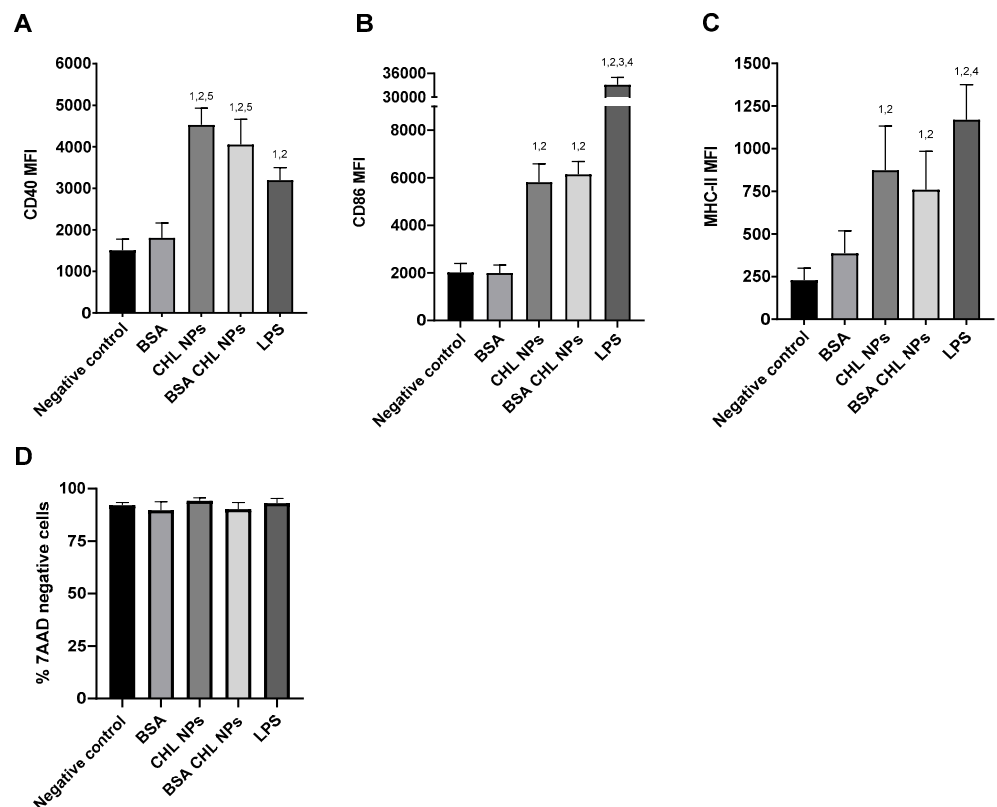 A
CD40 MFI
6000
5000
4000
3000
2000
1000
0
1,2,5
1,2,5
1,2
Negative control
BSA
CHL NPs
BSA CHL NPs
LPS
B
CD86 MFI
36000
30000
8000
6000
4000
2000
0
1,2
1,2
1,2,3,4
Negative control
BSA
CHL NPs
BSA CHL NPs
LPS
C
MHC-II MFI
1500
1250
1000
750
500
250
0
1,2
1,2
1,2,4
Negative control
BSA
CHL NPs
BSA CHL NPs
LPS
D
% 7AAD negative cells
100
75
50
25
0
Negative control
BSA
CHL NPs
BSA CHL NPs
LPS